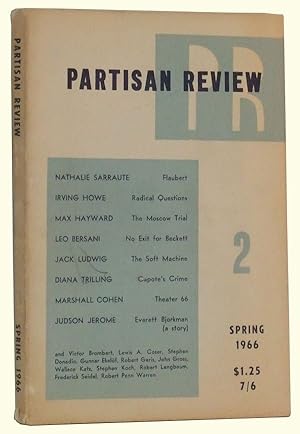 PARTISAN REVIEW
SPRING 1966
PR
PARTISAN REVIEW
NATHALIE SARRAUTE Flaubert
IRVING HOWE Radical Questions
MAX HAYWARD The Moscow Trial
LEO BERSANI No Exit for Beckett
JACK LUDWIG The Soft Machine
DIANA TRILLING Capote's Crime
MARSHALL COHEN Theater 66
JUDSON JEROME Everett Bjorkman
(a story)
and Victor Brombert, Lewis A. Coser, Stephen
Donadio, Gunnar Ekelöf, Robert Garis, John Gross,
Wallace Katz, Stephen Koch, Robert Langbaum,
Frederick Seidel, Robert Penn Warren
2
SPRING
1966
$1.25
7/6